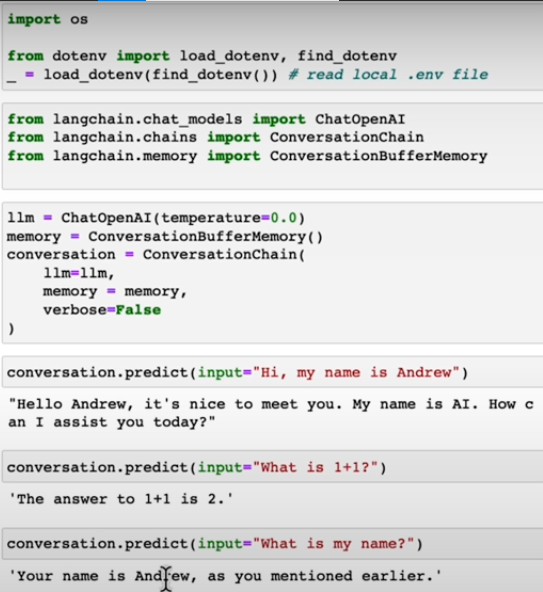 import os
from dotenv import load_dotenv, find_dotenv
_ = load_dotenv(find_dotenv()) # read local .env file
from langchain.chat_models import ChatOpenAI
from langchain.chains import ConversationChain
from langchain.memory import ConversationBufferMemory
llm = ChatOpenAI(temperature=0.0)
memory = ConversationBufferMemory()
conversation = ConversationChain(
    llm=llm,
    memory = memory,
    verbose=False
)
conversation.predict(input="Hi, my name is Andrew")
"Hello Andrew, it's nice to meet you. My name is AI. How c
an I assist you today?"
conversation.predict(input="What is 1+1?")
'The answer to 1+1 is 2.'
conversation.predict(input="What is my name?")
'Your name is Andrew, as you mentioned earlier.'